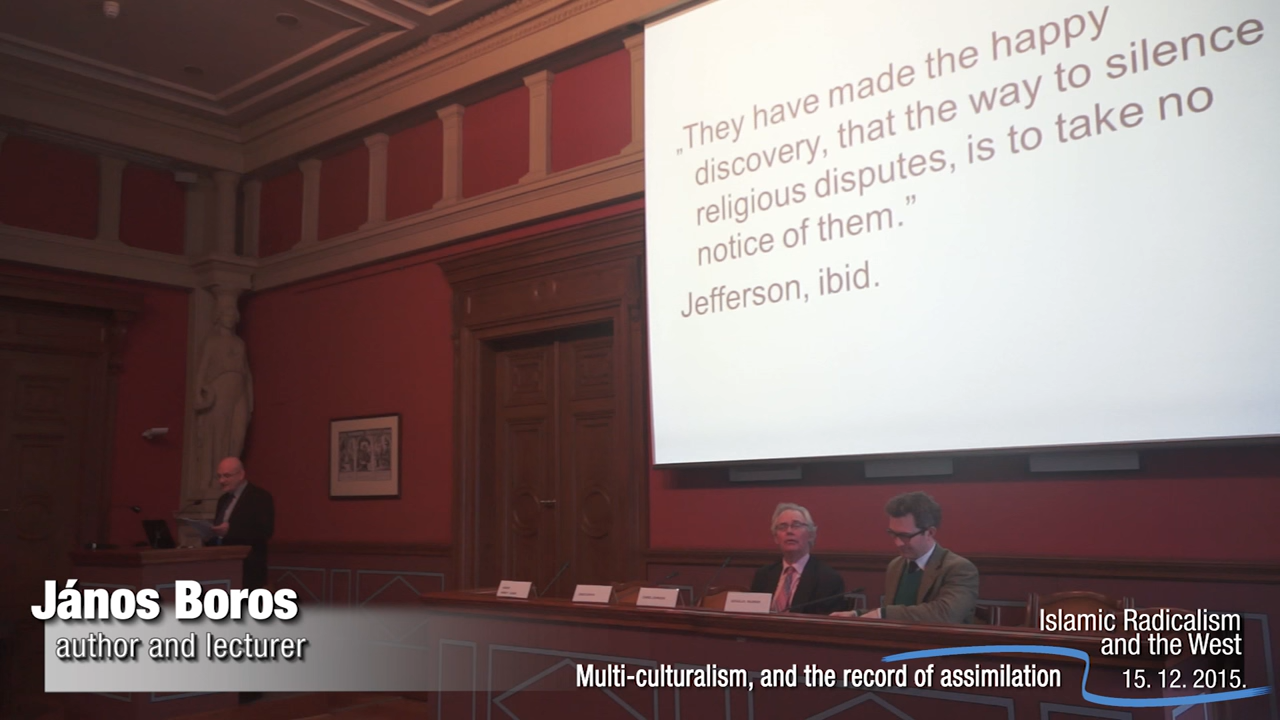 „They have made the happy
discovery, that the way to silence
religious disputes, is to take no
notice of them.”
Jefferson, ibid.
János Boros
author and lecturer
Islamic Radicalism
and the West
Multi-culturalism, and the record of assimilation
15. 12. 2015.